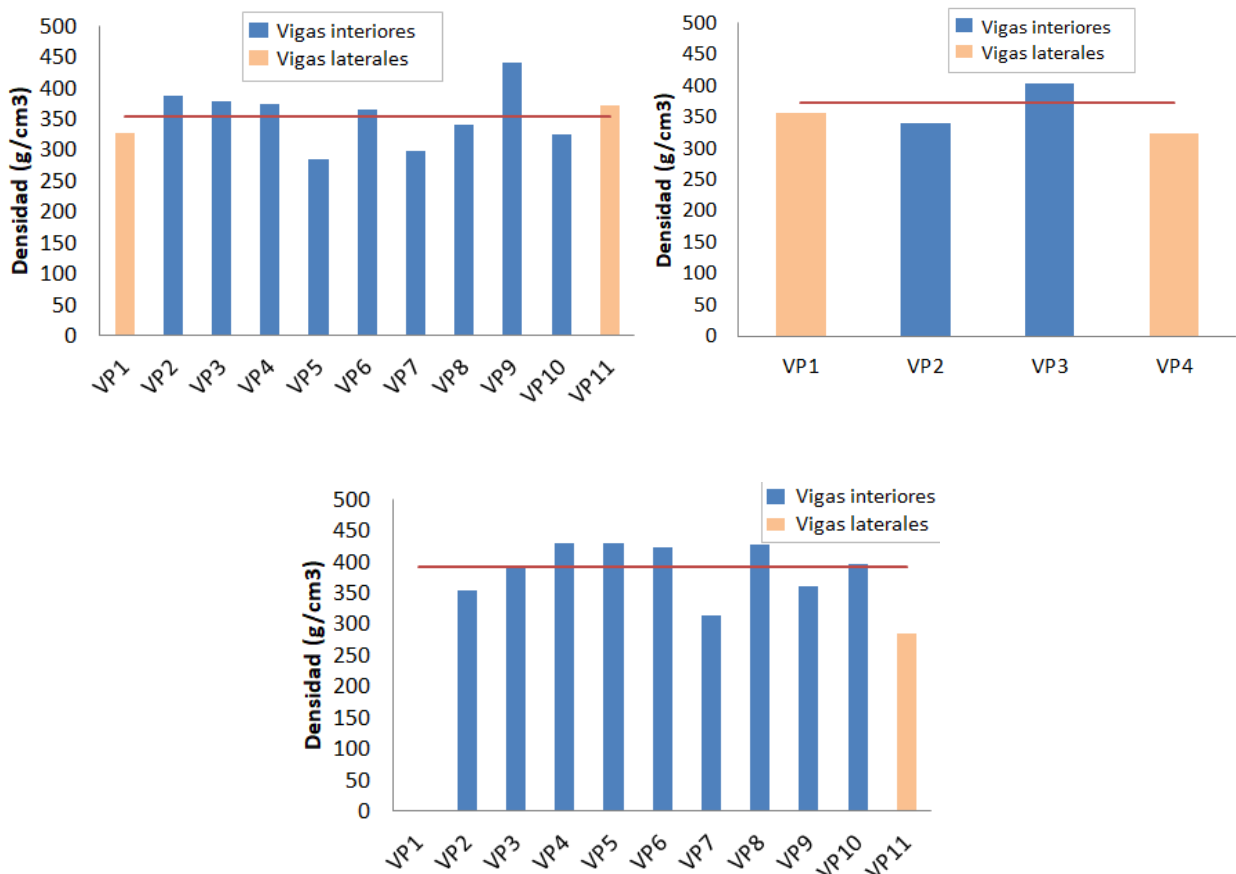 Densidad (g/cm3)
500
450
400
350
300
250
200
150
100
50
0
Vigas interiores
Vigas laterales
VP1
VP2
VP3
VP4
VP5
VP6
VP7
VP8
VP9
VP10
VP11
Densidad (g/cm3)
500
450
400
350
300
250
200
150
100
50
0
Vigas interiores
Vigas laterales
VP1 VP2 VP3 VP4
Densidad (g/cm3)
500
450
400
350
300
250
200
150
100
50
0
Vigas interiores
Vigas laterales
VP1
VP2
VP3
VP4
VP5
VP6
VP7
VP8
VP9
VP10
VP11